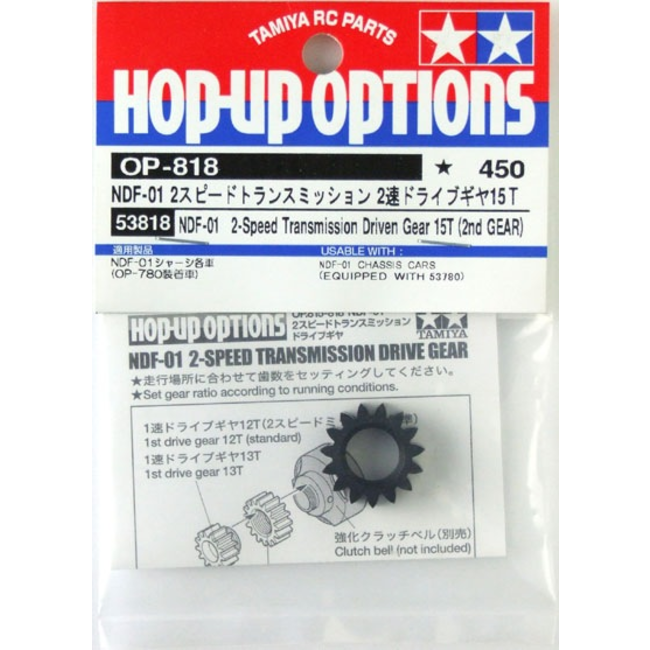 TAMIYA RC PARTS
HOP-UP OPTIONS
OP-818 ★ 450
NDF-01 2スピードトランスミッション 2速ドライブギヤ15T
53818 NDF-01 2-Speed Transmission Driven Gear 15T (2nd GEAR)
適用製品
NDF-01シャーシ各車
(OP-780装着車)
USABLE WITH :
NDF-01 CHASSIS CARS
(EQUIPPED WITH 53780)
HOP-UP OPTIONS
2スピードトランスミッション
ドライブギヤ
TAMIYA
NDF-01 2-SPEED TRANSMISSION DRIVE GEAR
★走行場所に合わせて歯数をセッティングしてください。
★Set gear ratio according to running conditions.
1速ドライブギヤ12T(2スピードミ
1st drive gear 12T (standard)
1速ドライブギヤ13T
1st drive gear 13T
強化クラッチベル(別売)
Clutch bell (not included)